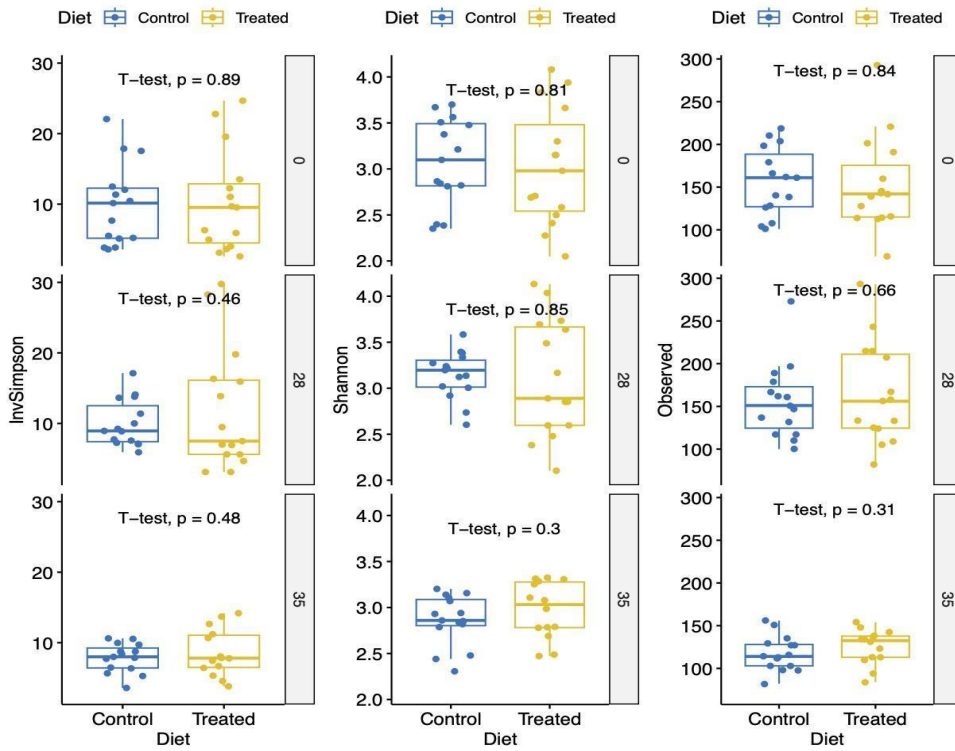 Diet Control Treated
Diet Control Treated
Diet Control Treated
InvSimpson
30
20
10
T-test, p = 0.89
0
30
20
10
T-test, p = 0.46
28
30
20
10
T-test, p = 0.48
35
Control Treated
Diet
Shannon
4.0
3.5
3.0
2.5
2.0
T-test, p = 0.81
0
4.0
3.5
3.0
2.5
2.0
T-test, p = 0.85
28
4.0
3.5
3.0
2.5
2.0
T-test, p = 0.3
35
Control Treated
Diet
Observed
300
250
200
150
100
T-test, p = 0.84
0
300
250
200
150
100
T-test, p = 0.66
28
300
250
200
150
100
T-test, p = 0.31
35
Control Treated
Diet